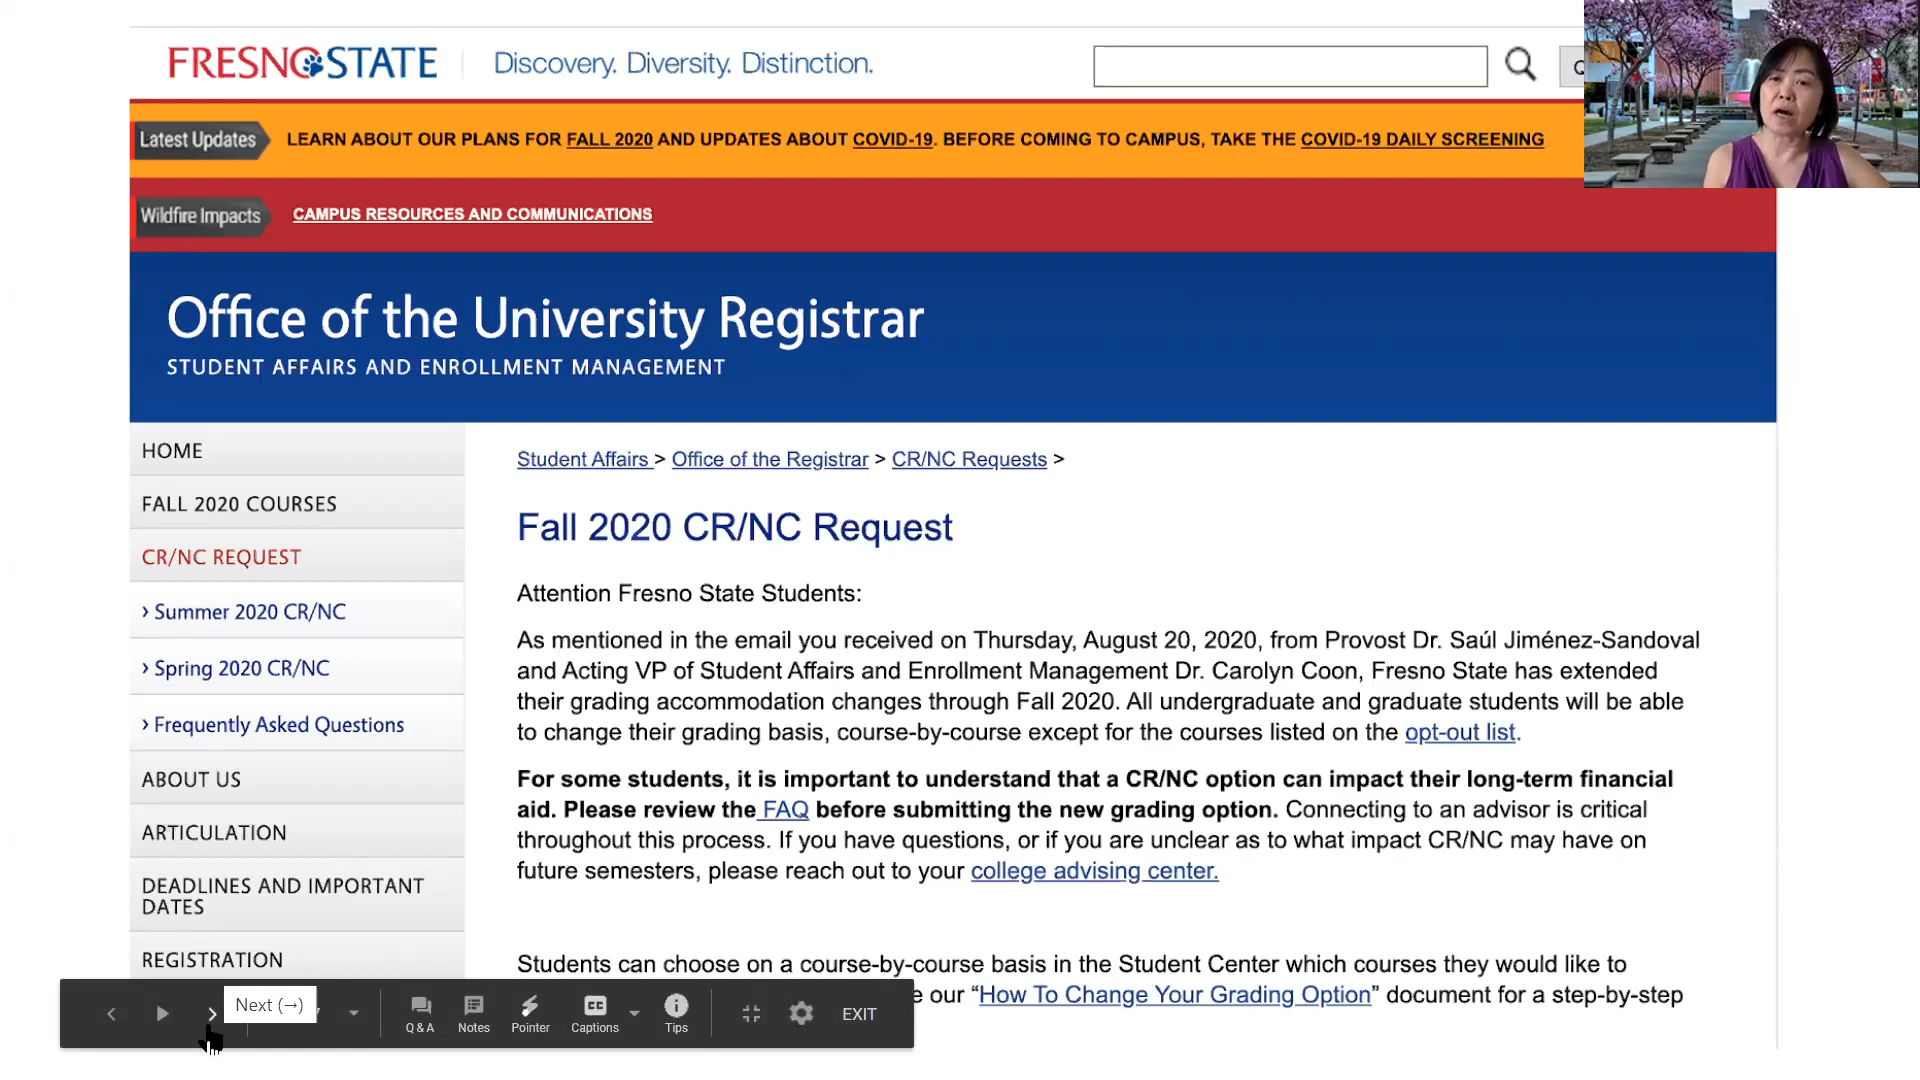 FRESNO STATE
Discovery. Diversity. Distinction.
Latest Updates
LEARN ABOUT OUR PLANS FOR FALL 2020 AND UPDATES ABOUT COVID-19. BEFORE COMING TO CAMPUS, TAKE THE COVID-19 DAILY SCREENING
Wildfire Impacts
CAMPUS RESOURCES AND COMMUNICATIONS
Office of the University Registrar
STUDENT AFFAIRS AND ENROLLMENT MANAGEMENT
HOME
FALL 2020 COURSES
CR/NC REQUEST
› Summer 2020 CR/NC
› Spring 2020 CR/NC
› Frequently Asked Questions
ABOUT US
ARTICULATION
DEADLINES AND IMPORTANT
DATES
REGISTRATION
Student Affairs > Office of the Registrar > CR/NC Requests >
Fall 2020 CR/NC Request
Attention Fresno State Students:
As mentioned in the email you received on Thursday, August 20, 2020, from Provost Dr. Saúl Jiménez-Sandoval
and Acting VP of Student Affairs and Enrollment Management Dr. Carolyn Coon, Fresno State has extended
their grading accommodation changes through Fall 2020. All undergraduate and graduate students will be able
to change their grading basis, course-by-course except for the courses listed on the opt-out list.
For some students, it is important to understand that a CR/NC option can impact their long-term financial
aid. Please review the FAQ before submitting the new grading option. Connecting to an advisor is critical
throughout this process. If you have questions, or if you are unclear as to what impact CR/NC may have on
future semesters, please reach out to your college advising center.
Students can choose on a course-by-course basis in the Student Center which courses they would like to
e our “How To Change Your Grading Option” document for a step-by-step
Next (→)
Q & A
Notes
Pointer
CC
Captions
Tips
EXIT